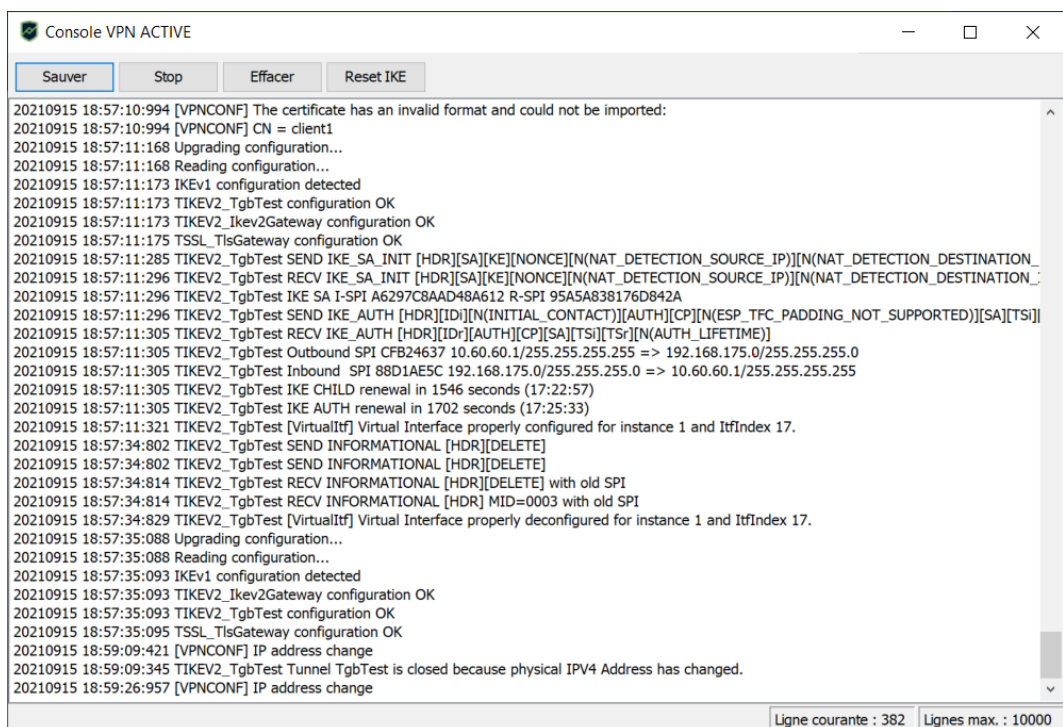 Console VPN ACTIVE
Sauver Stop Effacer Reset IKE
20210915 18:57:10:994 [VPNCONF] The certificate has an invalid format and could not be imported:
20210915 18:57:10:994 [VPNCONF] CN = client1
20210915 18:57:11:168 Upgrading configuration...
20210915 18:57:11:168 Reading configuration...
20210915 18:57:11:173 IKEv1 configuration detected
20210915 18:57:11:173 TIKEV2_TgbTest configuration OK
20210915 18:57:11:173 TIKEV2_Ikev2Gateway configuration OK
20210915 18:57:11:175 TSSL_TlsGateway configuration OK
20210915 18:57:11:285 TIKEV2_TgbTest SEND IKE_SA_INIT [HDR][SA][KE][NONCE][N(NAT_DETECTION_SOURCE_IP)][N(NAT_DETECTION_DESTINATION_
20210915 18:57:11:296 TIKEV2_TgbTest RECV IKE_SA_INIT [HDR][SA][KE][NONCE][N(NAT_DETECTION_SOURCE_IP)][N(NAT_DETECTION_DESTINATION_
20210915 18:57:11:296 TIKEV2_TgbTest IKE SA I-SPI A6297C8AAD48A612 R-SPI 95A5A838176D842A
20210915 18:57:11:296 TIKEV2_TgbTest SEND IKE_AUTH [HDR][IDi][N(INITIAL_CONTACT)][AUTH][CP][N(ESP_TFC_PADDING_NOT_SUPPORTED)][SA][TSi][
20210915 18:57:11:305 TIKEV2_TgbTest RECV IKE_AUTH [HDR][IDr][AUTH][CP][SA][TSi][TSr][N(AUTH_LIFETIME)]
20210915 18:57:11:305 TIKEV2_TgbTest Outbound SPI CFB24637 10.60.60.1/255.255.255.255 => 192.168.175.0/255.255.255.0
20210915 18:57:11:305 TIKEV2_TgbTest Inbound SPI 88D1AE5C 192.168.175.0/255.255.255.0 => 10.60.60.1/255.255.255.255
20210915 18:57:11:305 TIKEV2_TgbTest IKE CHILD renewal in 1546 seconds (17:22:57)
20210915 18:57:11:305 TIKEV2_TgbTest IKE AUTH renewal in 1702 seconds (17:25:33)
20210915 18:57:11:321 TIKEV2_TgbTest [VirtualItf] Virtual Interface properly configured for instance 1 and ItfIndex 17.
20210915 18:57:34:802 TIKEV2_TgbTest SEND INFORMATIONAL [HDR][DELETE]
20210915 18:57:34:802 TIKEV2_TgbTest SEND INFORMATIONAL [HDR][DELETE]
20210915 18:57:34:814 TIKEV2_TgbTest RECV INFORMATIONAL [HDR][DELETE] with old SPI
20210915 18:57:34:814 TIKEV2_TgbTest RECV INFORMATIONAL [HDR] MID=0003 with old SPI
20210915 18:57:34:829 TIKEV2_TgbTest [VirtualItf] Virtual Interface properly deconfigured for instance 1 and ItfIndex 17.
20210915 18:57:35:088 Upgrading configuration...
20210915 18:57:35:088 Reading configuration...
20210915 18:57:35:093 IKEv1 configuration detected
20210915 18:57:35:093 TIKEV2_Ikev2Gateway configuration OK
20210915 18:57:35:093 TIKEV2_TgbTest configuration OK
20210915 18:57:35:095 TSSL_TlsGateway configuration OK
20210915 18:59:09:421 [VPNCONF] IP address change
20210915 18:59:09:345 TIKEV2_TgbTest Tunnel TgbTest is closed because physical IPV4 Address has changed.
20210915 18:59:26:957 [VPNCONF] IP address change
Ligne courante : 382 Lignes max. : 10000